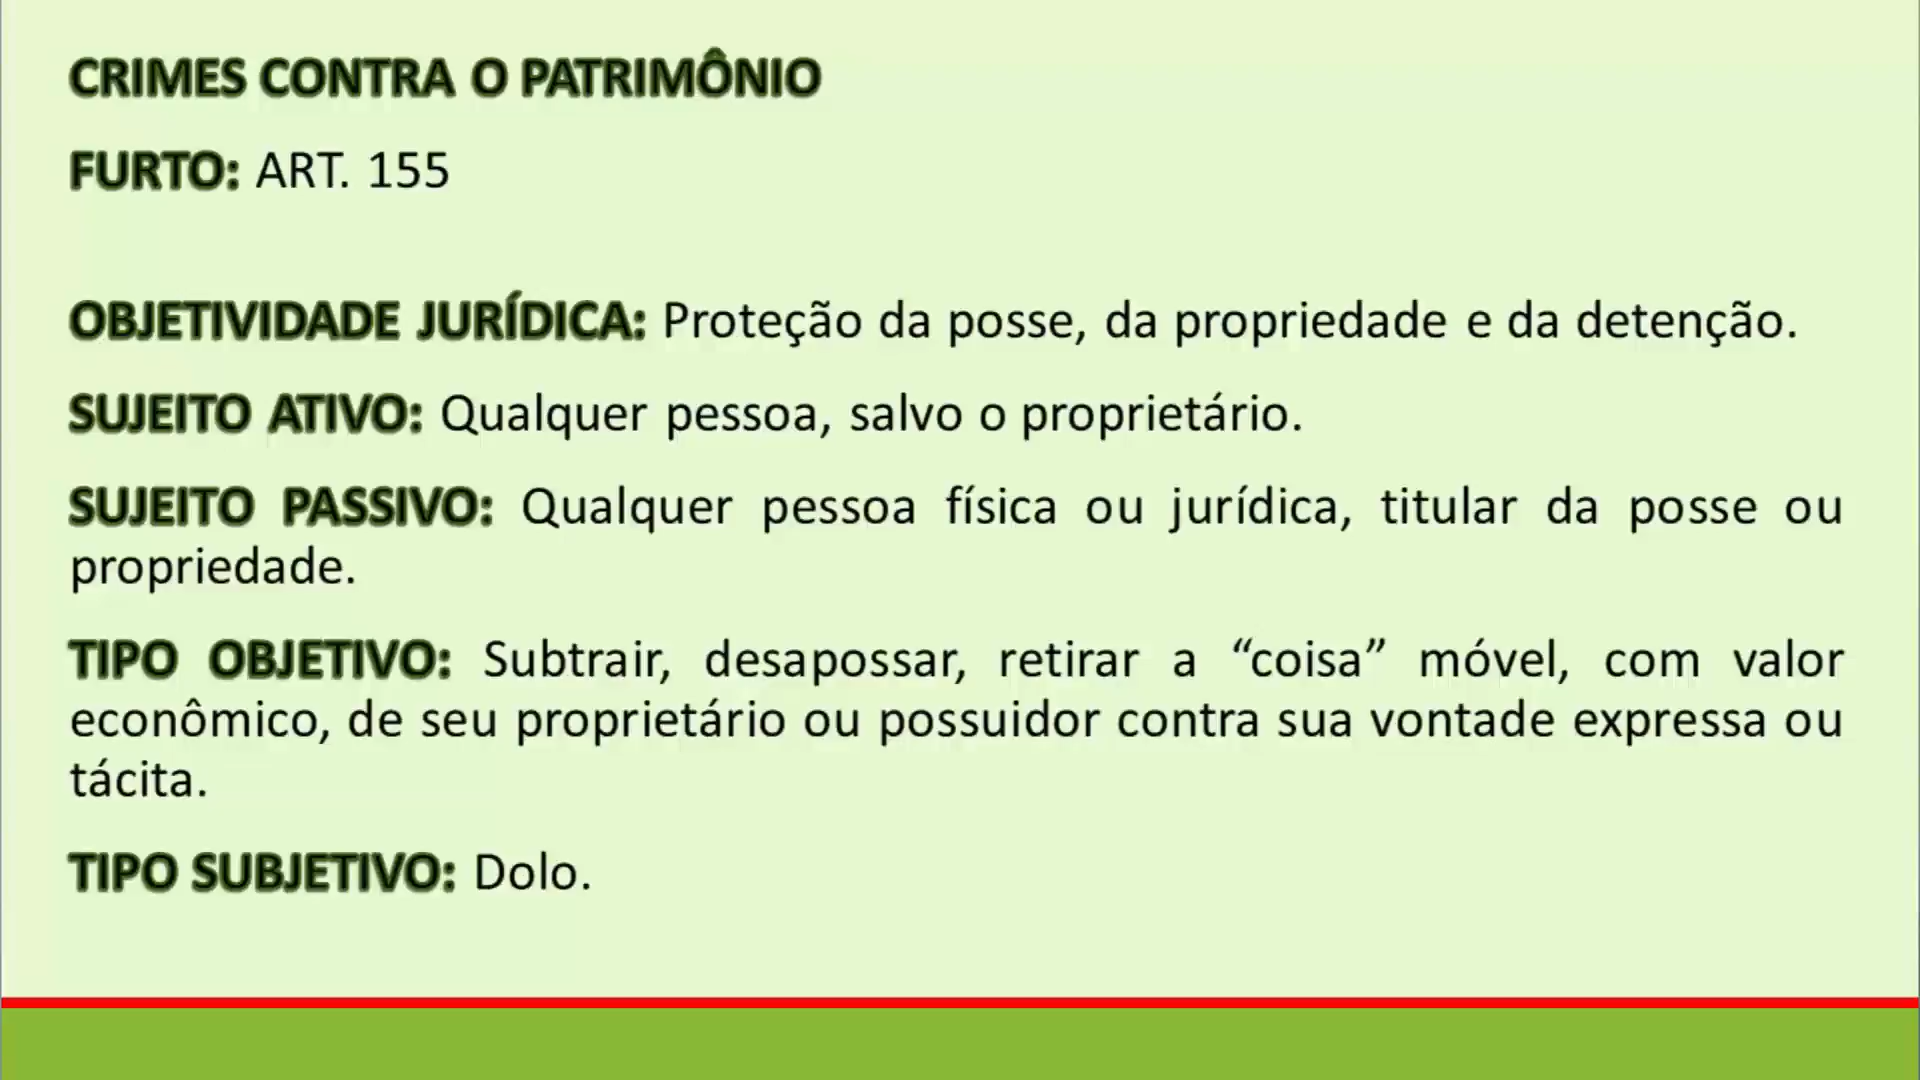 CRIMES CONTRA O PATRIMÔNIO
FURTO: ART. 155
OBJETIVIDADE JURÍDICA: Proteção da posse, da propriedade e da detenção.
SUJEITO ATIVO: Qualquer pessoa, salvo o proprietário.
SUJEITO PASSIVO: Qualquer pessoa física ou jurídica, titular da posse ou
propriedade.
TIPO OBJETIVO: Subtrair, desapossar, retirar a “coisa” móvel, com valor
econômico, de seu proprietário ou possuidor contra sua vontade expressa ou
tácita.
TIPO SUBJETIVO: Dolo.